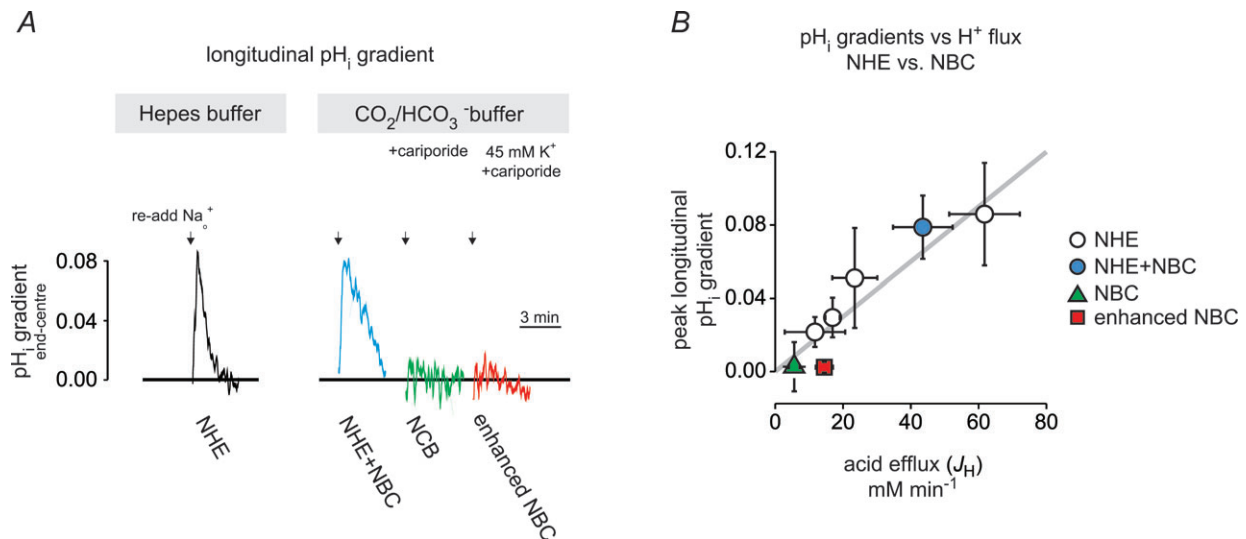 A
longitudinal pHi gradient
Hepes buffer
CO2/HCO3 -buffer
+cariporide
45 mM K+
+cariporide
re-add Na+o
0.08
0.04
0.00
pHi gradient
end-centre
3 min
NHE
NHE+NBC
NCB
enhanced NBC
B
pHi gradients vs H+ flux
NHE vs. NBC
0.12
0.08
0.04
0.00
peak longitudinal
pHi gradient
0
20
40
60
80
acid efflux (JH)
mM min-1
NHE
NHE+NBC
NBC
enhanced NBC